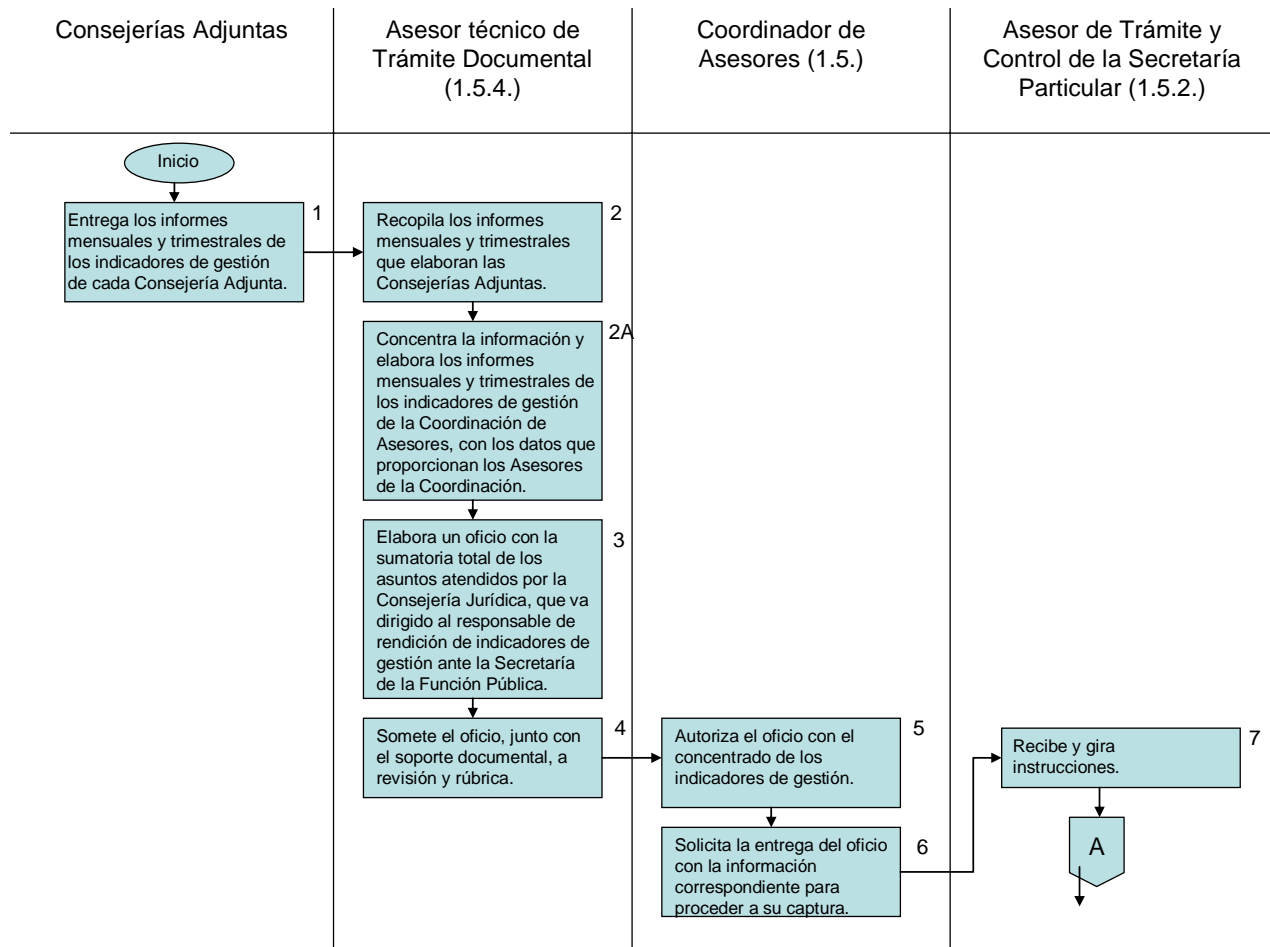 Consejerías Adjuntas
Asesor técnico de
Trámite Documental
(1.5.4.)
Coordinador de
Asesores (1.5.)
Asesor de Trámite y
Control de la Secretaría
Particular (1.5.2.)
Inicio
Entrega los informes
mensuales y trimestrales de
los indicadores de gestión
de cada Consejería Adjunta.
1
Recopila los informes
mensuales y trimestrales
que elaboran las
Consejerías Adjuntas.
2
Concentra la información y
elabora los informes
mensuales y trimestrales de
los indicadores de gestión
de la Coordinación de
Asesores, con los datos que
proporcionan los Asesores
de la Coordinación.
2A
Elabora un oficio con la
sumatoria total de los
asuntos atendidos por la
Consejería Jurídica, que va
dirigido al responsable de
rendición de indicadores de
gestión ante la Secretaría
de la Función Pública.
3
Somete el oficio, junto con
el soporte documental, a
revisión y rúbrica.
4
Autoriza el oficio con el
concentrado de los
indicadores de gestión.
5
Solicita la entrega del oficio
con la información
correspondiente para
proceder a su captura.
6
Recibe y gira
instrucciones.
7
A